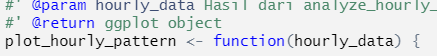 #' @param hourly_data Hasil dari analyze_hourly_
#' @return ggplot object
plot_hourly_pattern <- function(hourly_data) {